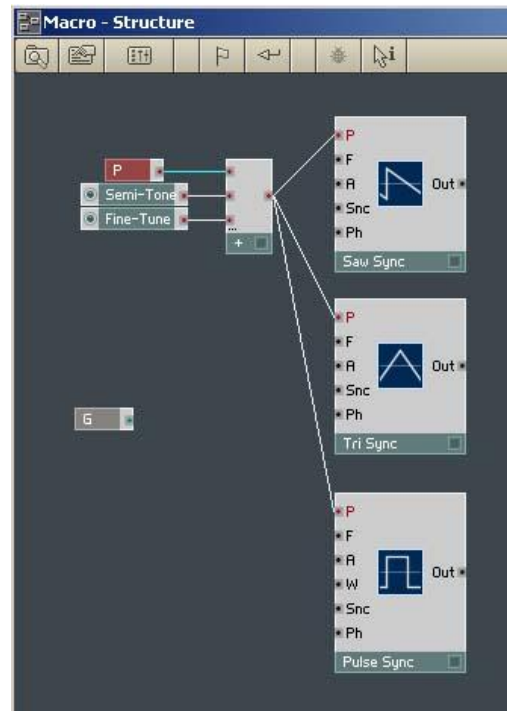 Macro - Structure
P
Semi-Tone
Fine-Tune
...
+
G
P
F
A
Snc
Ph
Out
Saw Sync
P
F
A
Snc
Ph
Out
Tri Sync
P
F
A
W
Snc
Ph
Out
Pulse Sync